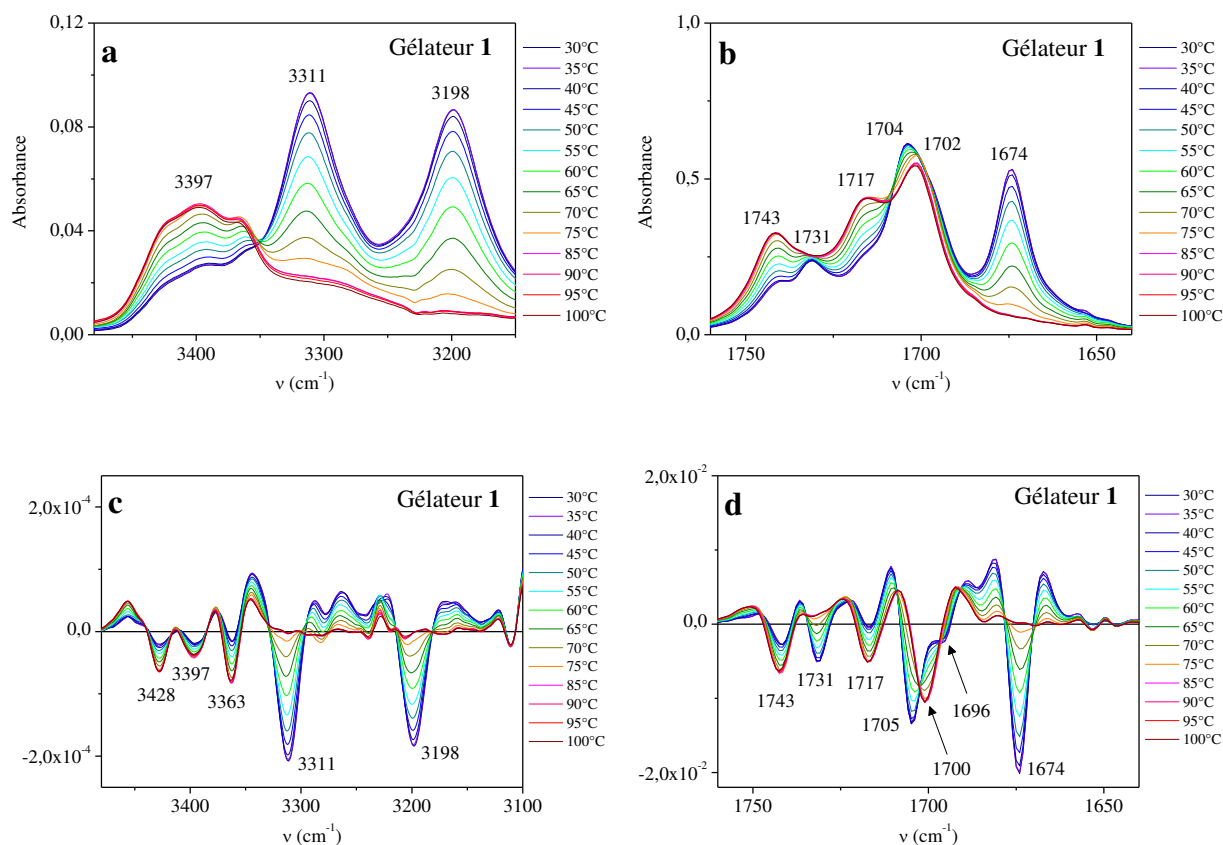 a
Gélateur 1
3311
3198
3397
0,12
0,08
0,04
0,00
Absorbance
3400
3300
3200
ν (cm-1)
30°C
35°C
40°C
45°C
50°C
55°C
60°C
65°C
70°C
75°C
85°C
90°C
95°C
100°C
b
Gélateur 1
1704
1702
1674
1717
1743
1731
1,0
0,5
0,0
Absorbance
1750
1700
1650
ν (cm-1)
30°C
35°C
40°C
45°C
50°C
55°C
60°C
65°C
70°C
75°C
85°C
90°C
95°C
100°C
c
Gélateur 1
2,0x10-4
0,0
-2,0x10-4
3428
3397
3363
3311
3198
3400
3300
3200
3100
ν (cm-1)
30°C
35°C
40°C
45°C
50°C
55°C
60°C
65°C
70°C
75°C
85°C
90°C
95°C
100°C
d
Gélateur 1
2,0x10-2
0,0
-2,0x10-2
1743
1731
1717
1705
1696
1700
1674
1750
1700
1650
ν (cm-1)
30°C
35°C
40°C
45°C
50°C
55°C
60°C
65°C
70°C
75°C
85°C
90°C
95°C
100°C